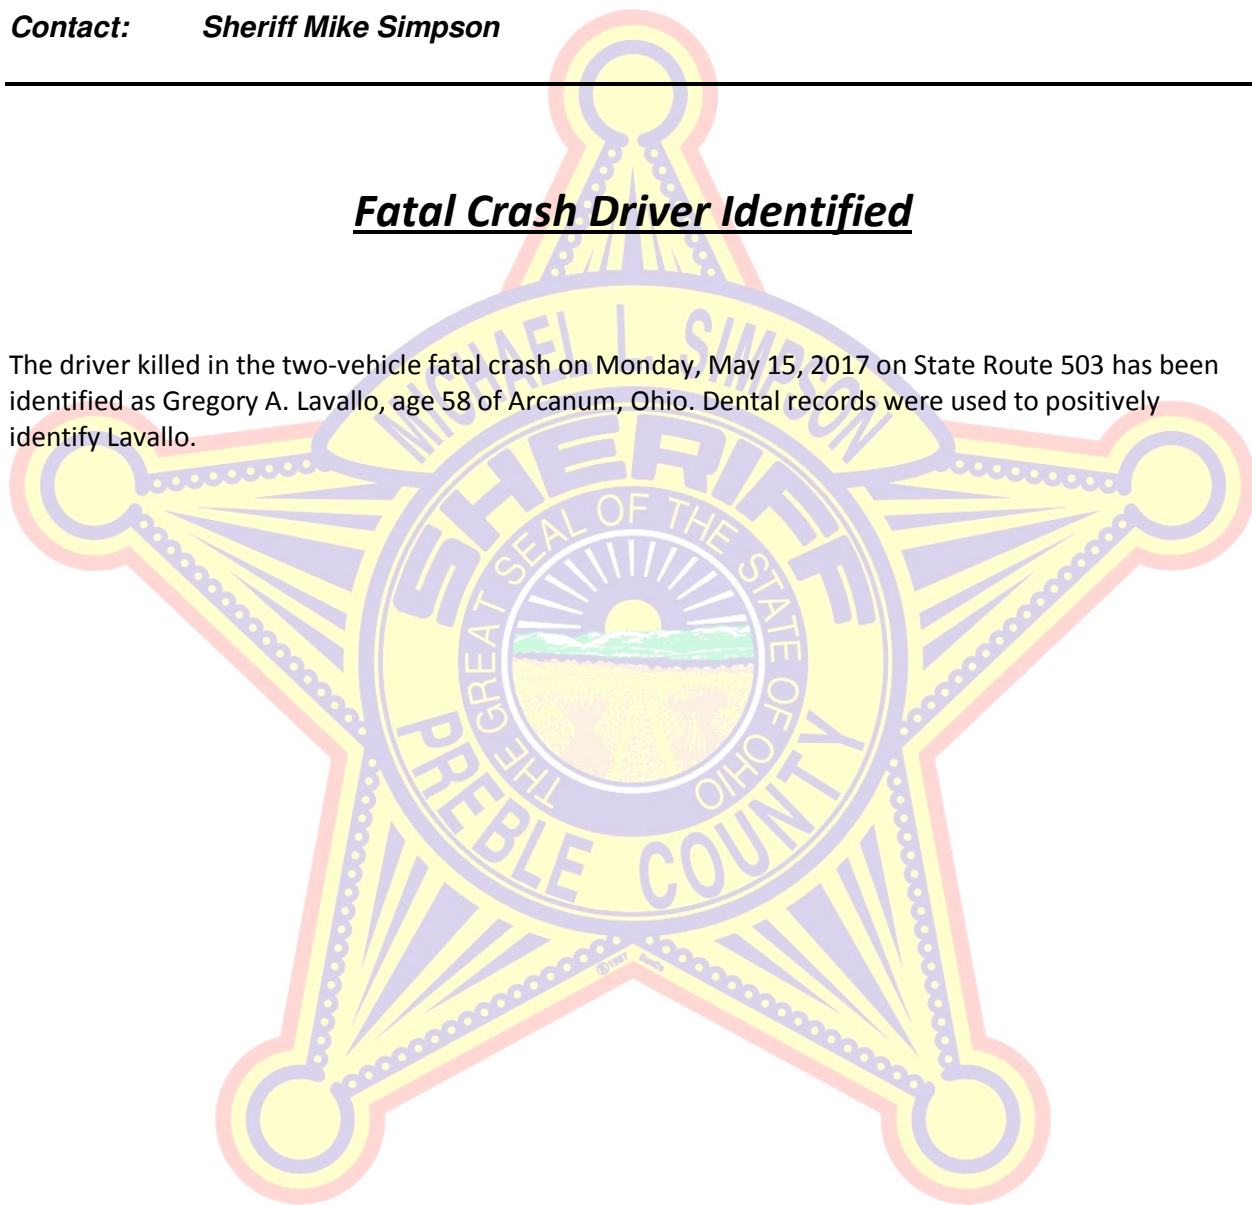 Contact: Sheriff Mike Simpson
Fatal Crash Driver Identified
The driver killed in the two-vehicle fatal crash on Monday, May 15, 2017 on State Route 503 has been
identified as Gregory A. Lavallo, age 58 of Arcanum, Ohio. Dental records were used to positively
identify Lavallo.
MICHAEL L. SIMPSON
SHERIFF
THE GREAT SEAL OF THE STATE OF OHIO
PREBLE COUNTY
®1987